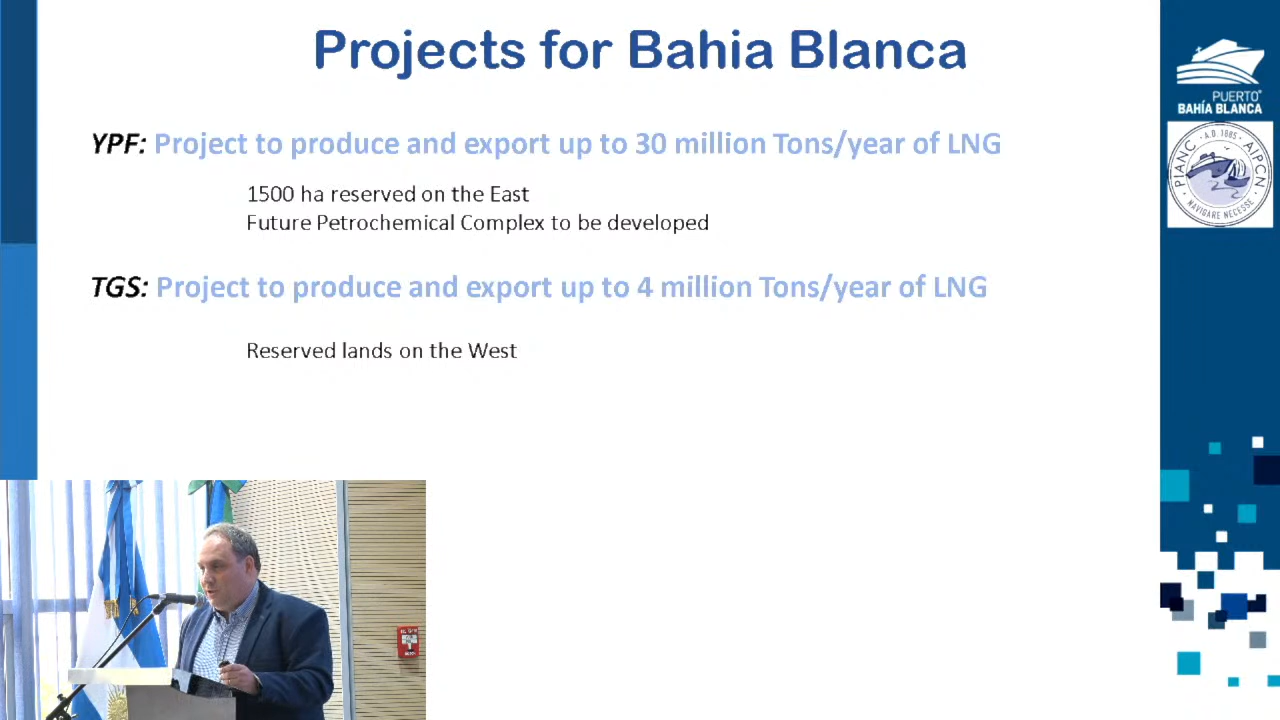 Projects for Bahia Blanca
YPF: Project to produce and export up to 30 million Tons/year of LNG
1500 ha reserved on the East
Future Petrochemical Complex to be developed
TGS: Project to produce and export up to 4 million Tons/year of LNG
Reserved lands on the West
PUERTO
BAHÍA BLANCA
· A.D. 1885 ·
PIANC
AIPCN
NAVIGARE NECESSE